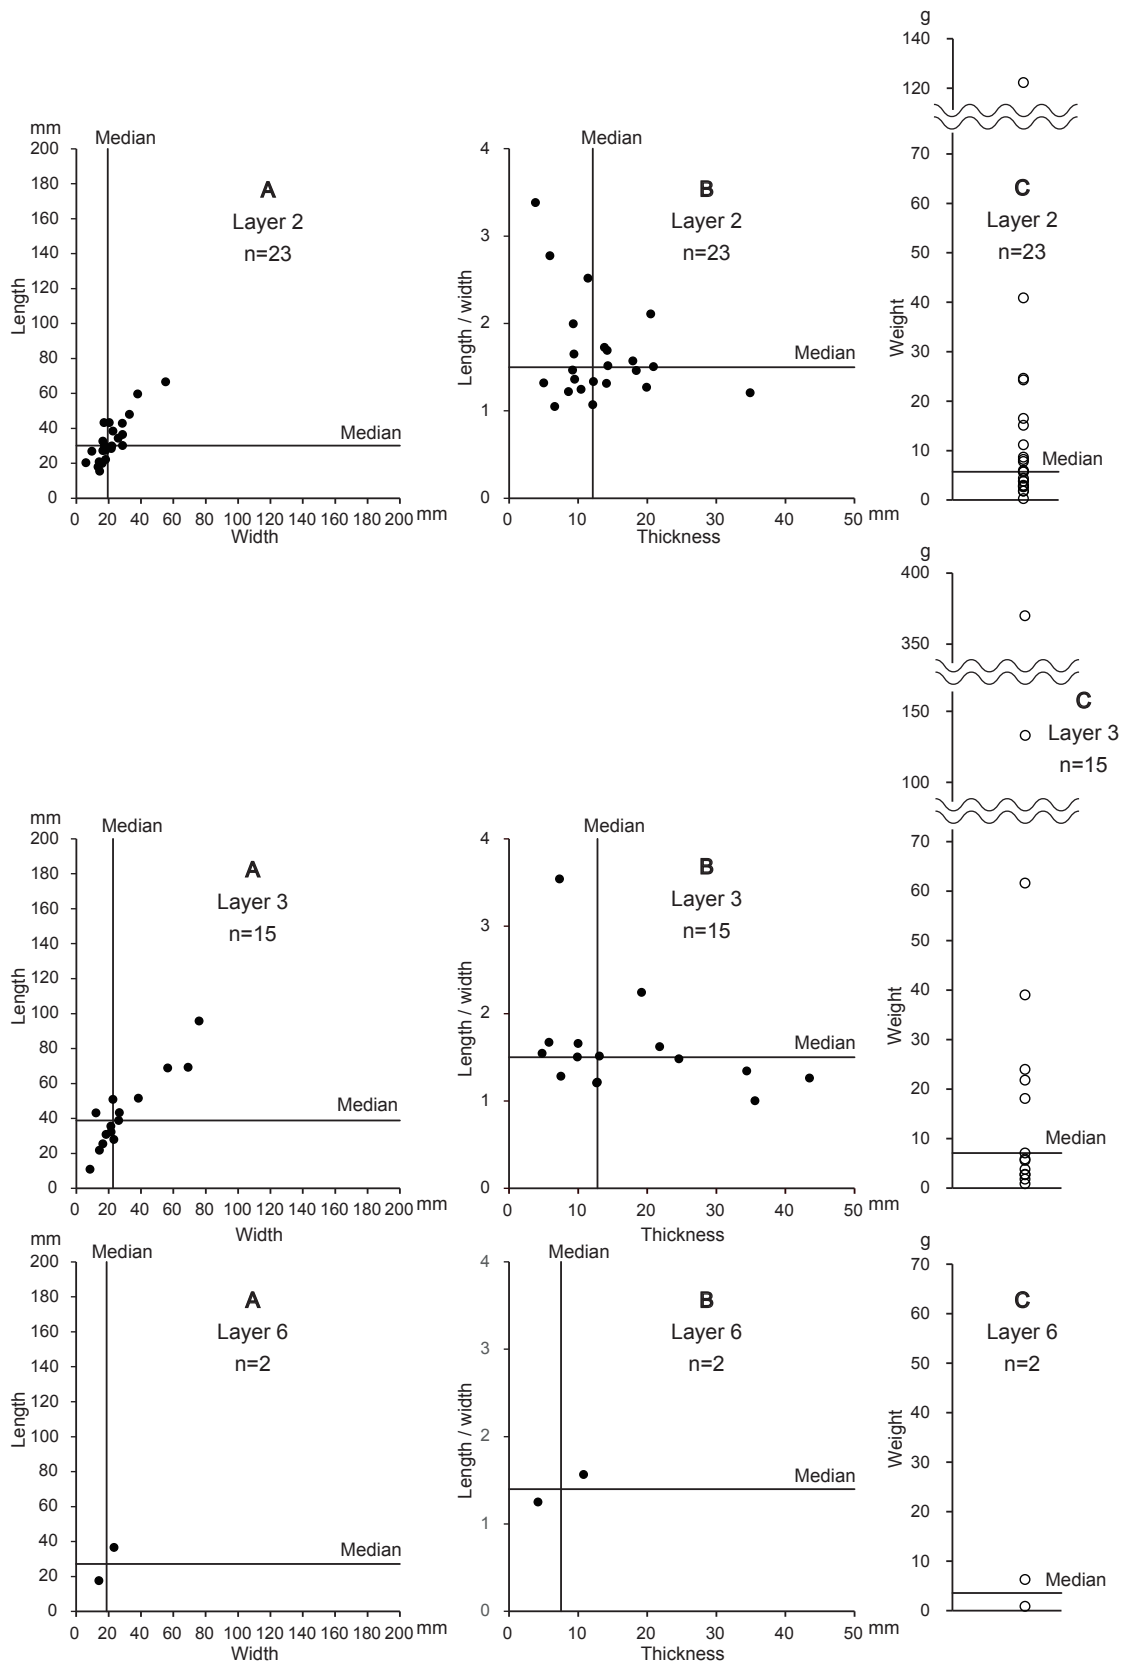 g
140
120
70
60
50
40
30
20
10
0
Weight
C
Layer 2
n=23
Median
mm
Median
200
180
160
140
120
100
80
60
40
20
0
Length
A
Layer 2
n=23
Median
0 20 40 60 80 100 120 140 160 180 200 mm
Width
Median
4
3
2
1
0
Length / width
B
Layer 2
n=23
Median
0 10 20 30 40 50 mm
Thickness
g
400
350
150
100
70
60
50
40
30
20
10
0
Weight
C
Layer 3
n=15
Median
mm
Median
200
180
160
140
120
100
80
60
40
20
0
Length
A
Layer 3
n=15
Median
0 20 40 60 80 100 120 140 160 180 200 mm
Width
Median
4
3
2
1
0
Length / width
B
Layer 3
n=15
Median
0 10 20 30 40 50 mm
Thickness
mm
Median
200
180
160
140
120
100
80
60
40
20
0
Length
A
Layer 6
n=2
Median
0 20 40 60 80 100 120 140 160 180 200 mm
Width
Median
4
3
2
1
0
Length / width
B
Layer 6
n=2
Median
0 10 20 30 40 50 mm
Thickness
g
70
60
50
40
30
20
10
0
Weight
C
Layer 6
n=2
Median